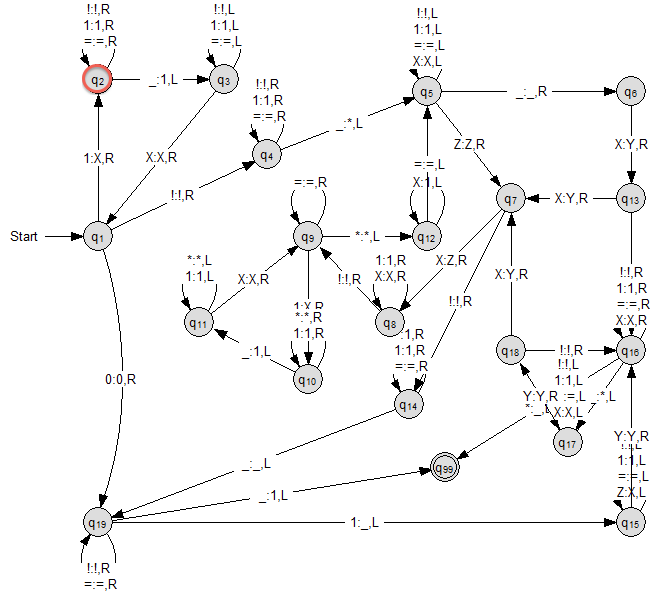 !:!,R
1:1,R
=:=,R
!:!,L
1:1,L
=:=,L
!:!,L
1:1,L
=:=,L
X:X,L
q2
_:1,L
q3
q5
_:_,R
q6
!:!,R
1:1,R
=:=,R
_:*,L
Z:Z,R
X:Y,R
1:X,R
X:X,R
q4
=:=,L
X:1,L
=:=,R
!:!,R
q7
X:Y,R
q13
Start
q1
q9
*:*,L
q12
*:*,L
1:1,L
X:X,R
1:1,R
X:X,R
X:Z,R
!:!,R
X:Y,R
!:!,R
1:1,R
=:=,R
X:X,R
!:!,R
1:X,R
*:*,R
1:1,R
q11
q8
_:1,L
:1,R
1:1,R
=:=,R
q18
!:!,R
q16
!:!,L
1:1,L
:=,L
X:X,L
_:*,L
0:0,R
q10
q14
Y:Y,R
*:_,L
q17
Y:Y,R
1:1,L
=:=,L
Z:X,L
_:_,L
q99
_:1,L
q19
1:_,L
q15
!:!,R
=:=,R